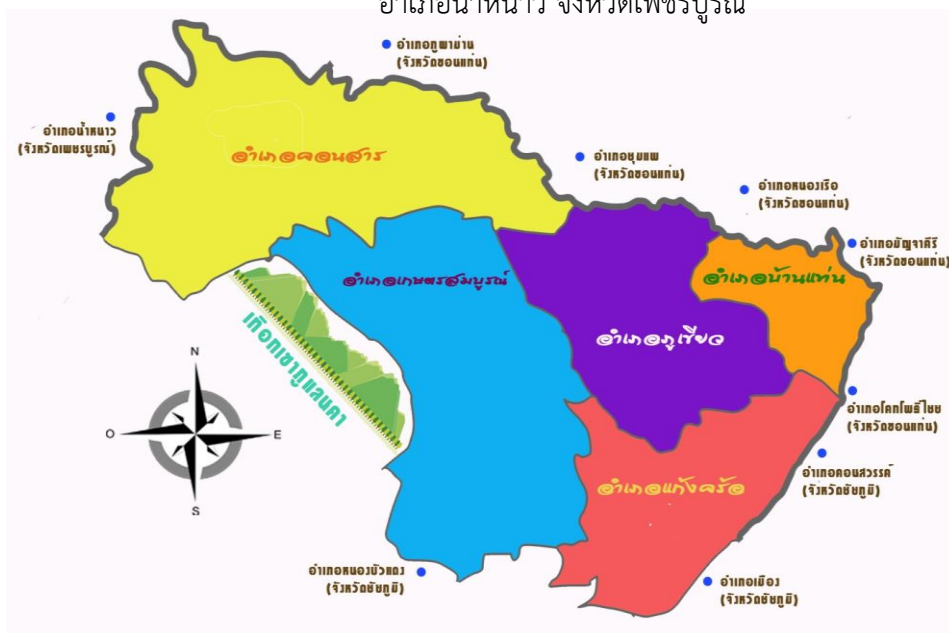 อำเภอน้ำหนาว จังหวัดเพชรบูรณ์
อำเภอภูผาม่าน
(จังหวัดขอนแก่น)
อำเภอน้ำหนาว
(จังหวัดเพชรบูรณ์)
อำเภอคอนสาร
อำเภอชุมแพ
(จังหวัดขอนแก่น)
อำเภอหนองเรือ
(จังหวัดขอนแก่น)
อำเภอมัญจาคีรี
(จังหวัดขอนแก่น)
อำเภอเกษตรสมบูรณ์
อำเภอบ้านแท่น
เทือกเขาภูแลนคา
อำเภอภูเขียว
N
O
E
S
อำเภอโคกโพธิ์ไชย
(จังหวัดขอนแก่น)
อำเภอคอนสวรรค์
(จังหวัดชัยภูมิ)
อำเภอแก้งคร้อ
อำเภอหนองบัวแดง
(จังหวัดชัยภูมิ)
อำเภอเมือง
(จังหวัดชัยภูมิ)